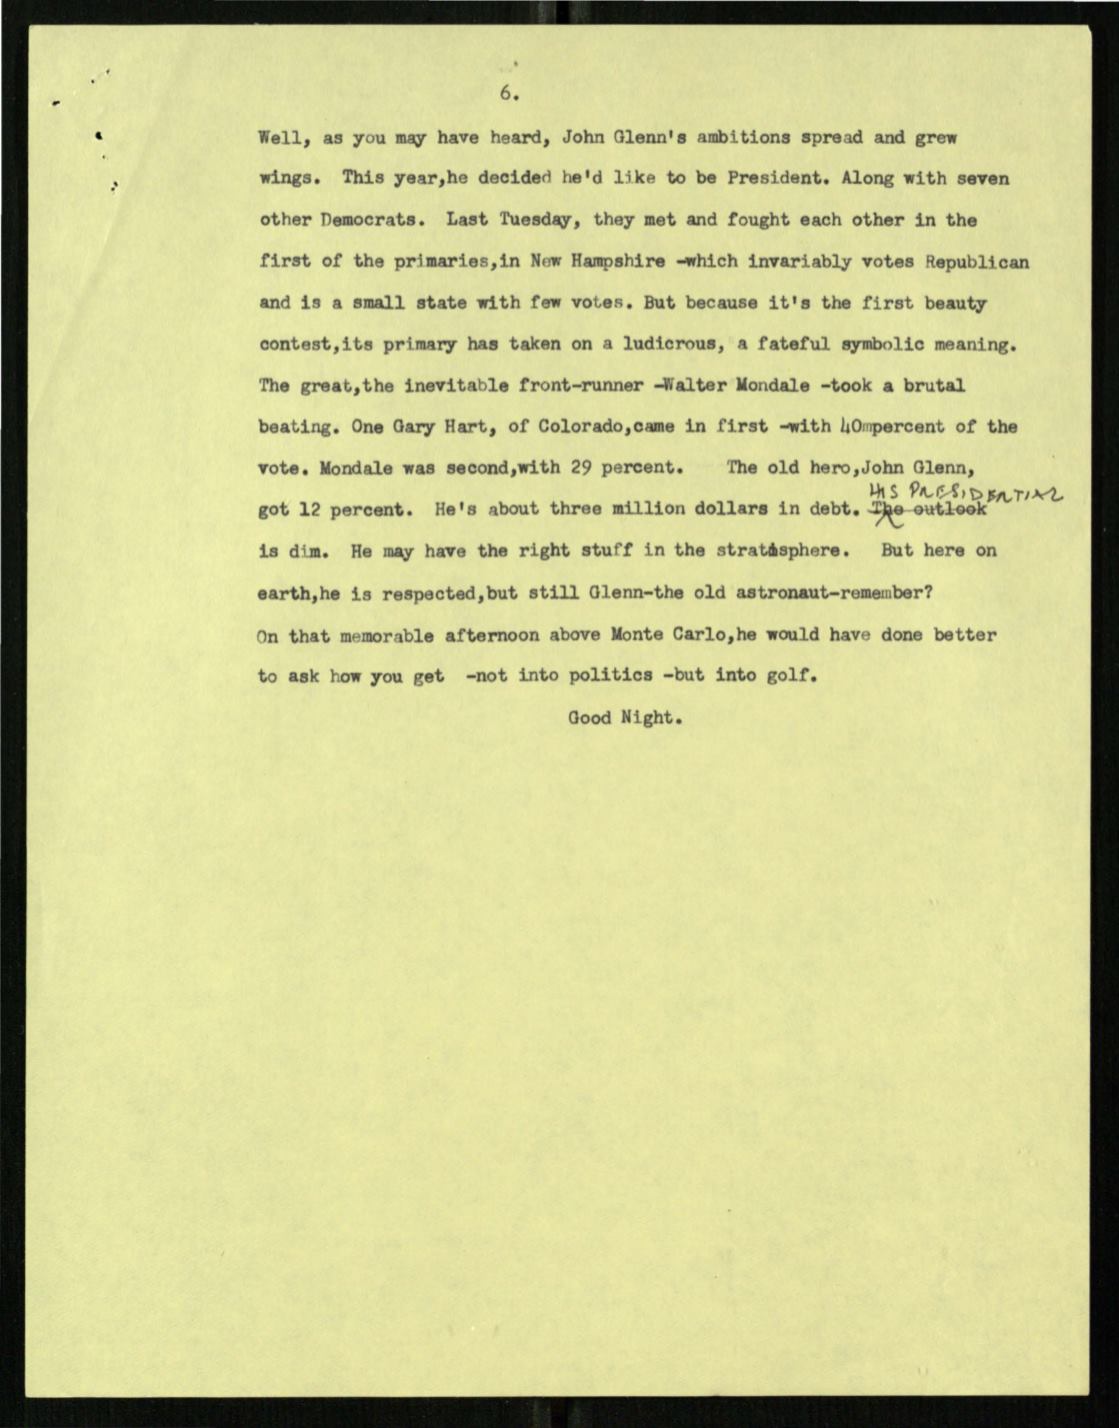 6.
Well, as you may have heard, John Glenn's ambitions spread and grew
wings.  This year,he decided he'd like to be President. Along with seven
other Democrats.  Last Tuesday, they met and fought each other in the
first of the primaries,in New Hampshire -which invariably votes Republican
and is a small state with few votes. But because it's the first beauty
contest,its primary has taken on a ludicrous, a fateful symbolic meaning.
The great,the inevitable front-runner -Walter Mondale -took a brutal
beating. One Gary Hart, of Colorado,came in first -with 40mpercent of the
vote. Mondale was second,with 29 percent.    The old hero,John Glenn,
HIS PRESIDENTIAL
got 12 percent.  He's about three million dollars in debt. The outlook
is dim.  He may have the right stuff in the stratosphere.   But here on
earth,he is respected,but still Glenn-the old astronaut-remember?
On that memorable afternoon above Monte Carlo,he would have done better
to ask how you get  -not into politics -but into golf.
Good Night.